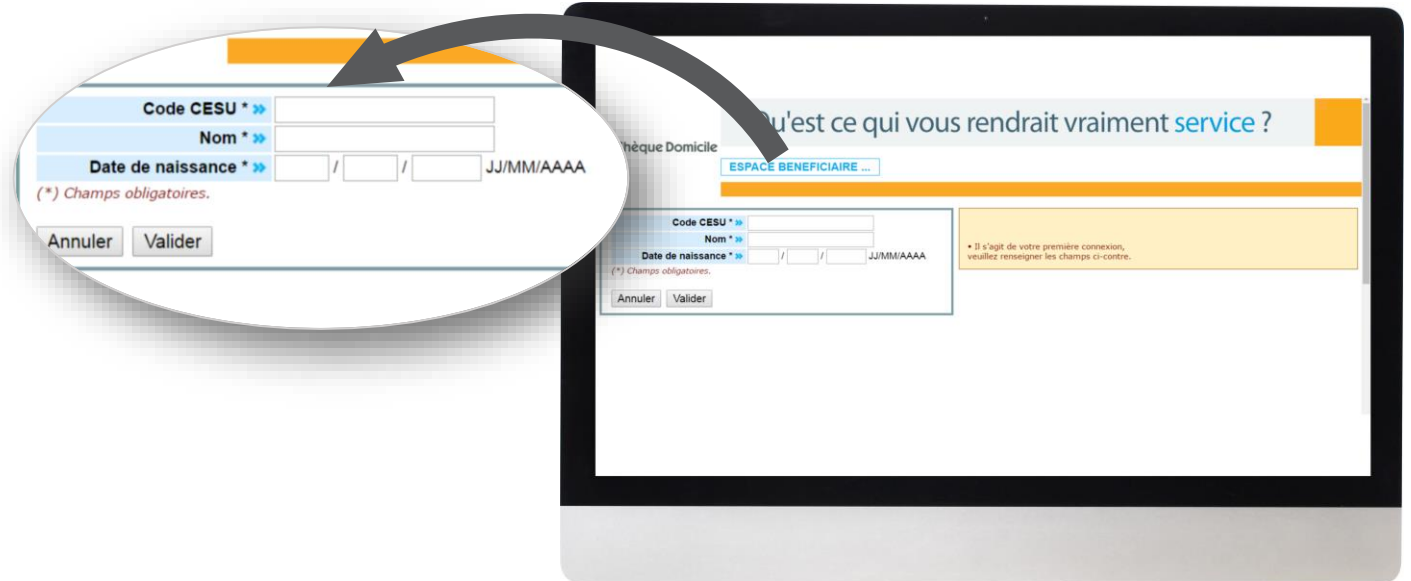 Code CESU * »
Nom * »
Date de naissance * » / / JJ/MM/AAAA
(*) Champs obligatoires.
Annuler Valider
u'est ce qui vous rendrait vraiment service ?
hèque Domicile
ESPACE BENEFICIAIRE ...
Code CESU * »
Nom * »
Date de naissance * » / / JJ/MM/AAAA
(*) Champs obligatoires.
Annuler Valider
• Il s'agit de votre première connexion,
veuillez renseigner les champs ci-contre.